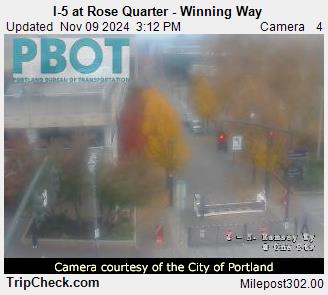 I-5 at Rose Quarter - Winning Way
Updated Nov 09 2024 3:12 PM Camera 4
PBOT
PORTLAND BUREAU OF TRANSPORTATION
Camera courtesy of the City of Portland
TripCheck.com Milepost302.00